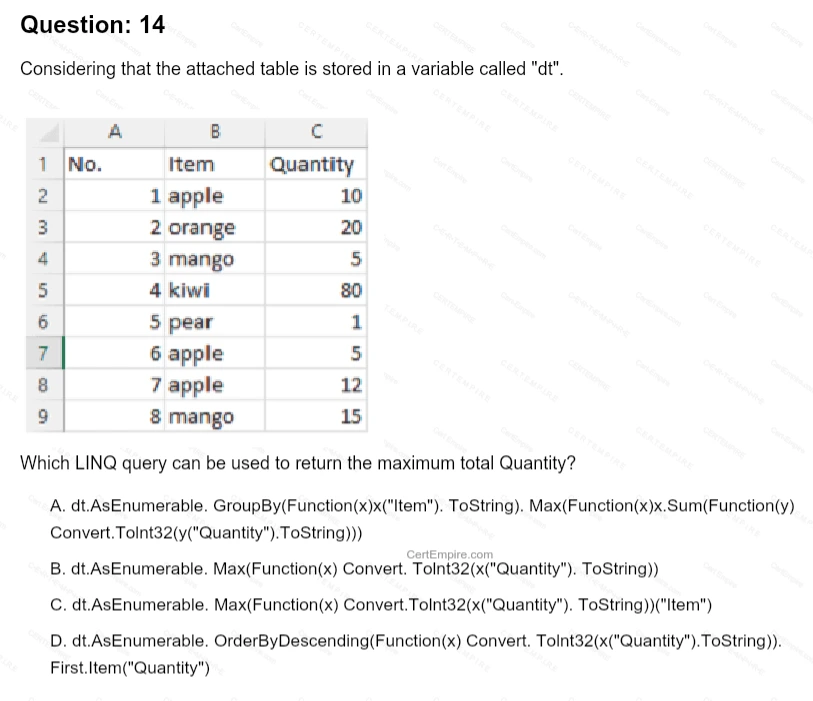 Question: 14
Considering that the attached table is stored in a variable called "dt".
A B C
1 No. Item Quantity
2 1 apple 10
3 2 orange 20
4 3 mango 5
5 4 kiwi 80
6 5 pear 1
7 6 apple 5
8 7 apple 12
9 8 mango 15
Which LINQ query can be used to return the maximum total Quantity?
A. dt.AsEnumerable. GroupBy(Function(x)x("Item"). ToString). Max(Function(x)x.Sum(Function(y)
Convert.ToInt32(y("Quantity").ToString)))
CertEmpire.com
B. dt.AsEnumerable. Max(Function(x) Convert. ToInt32(x("Quantity"). ToString))
C. dt.AsEnumerable. Max(Function(x) Convert.ToInt32(x("Quantity"). ToString))("Item")
D. dt.AsEnumerable. OrderByDescending(Function(x) Convert. ToInt32(x("Quantity").ToString)).
First.Item("Quantity")